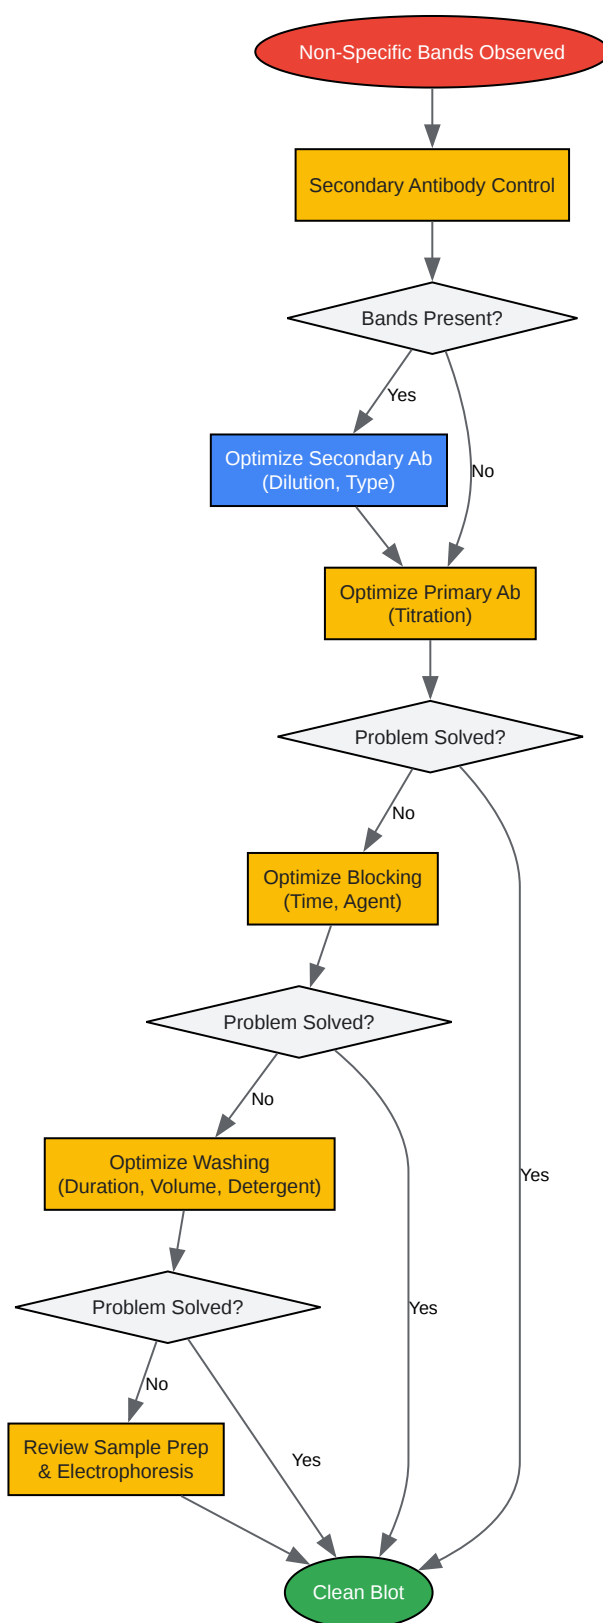 Non-Specific Bands Observed
Secondary Antibody Control
Bands Present?
Yes
Optimize Secondary Ab
(Dilution, Type)
No
Optimize Primary Ab
(Titration)
Problem Solved?
No
Optimize Blocking
(Time, Agent)
Problem Solved?
No
Optimize Washing
(Duration, Volume, Detergent)
Yes
Problem Solved?
Yes
No
Review Sample Prep
& Electrophoresis
Yes
Clean Blot